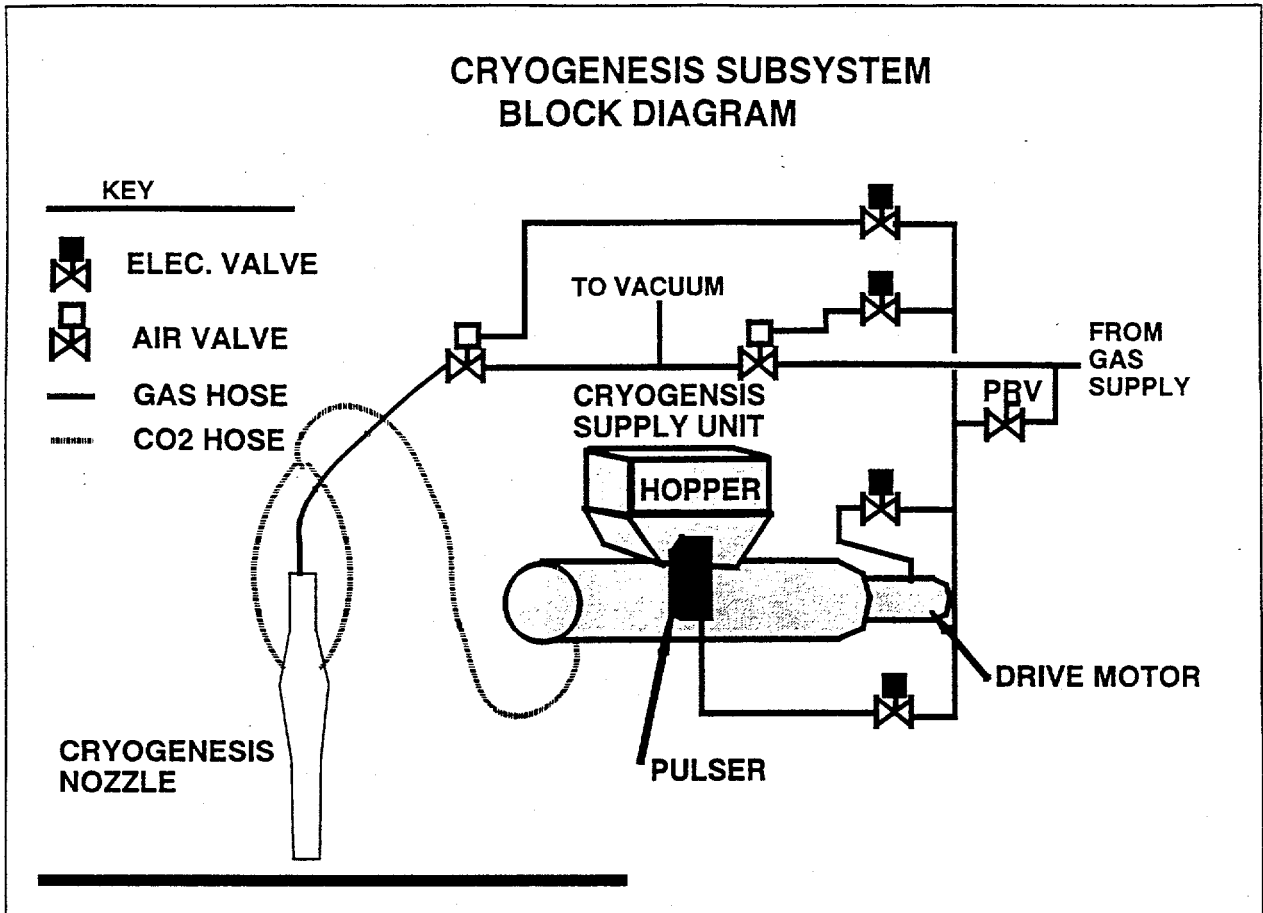 CRYOGENESIS SUBSYSTEM
BLOCK DIAGRAM
KEY
ELEC. VALVE
AIR VALVE
GAS HOSE
CO2 HOSE
TO VACUUM
FROM
GAS
SUPPLY
PRV
CRYOGENSIS
SUPPLY UNIT
HOPPER
DRIVE MOTOR
PULSER
CRYOGENESIS
NOZZLE